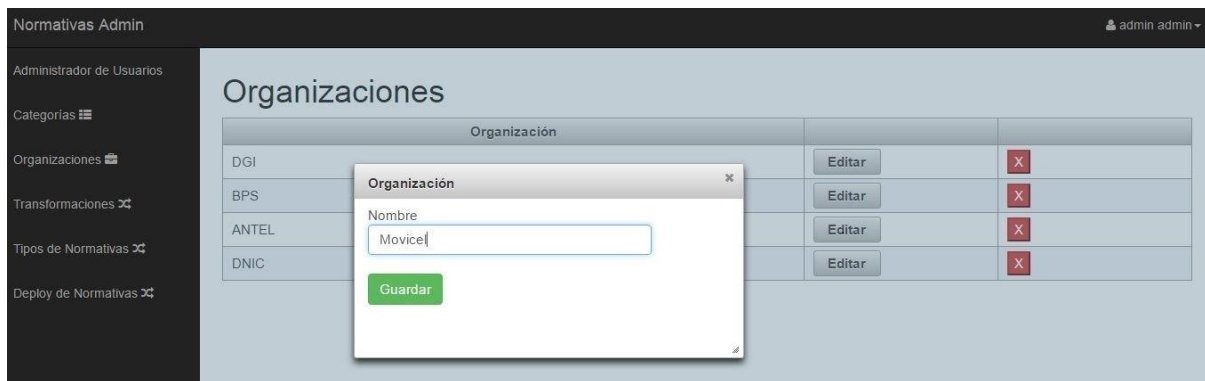 Normativas Admin
admin admin
Administrador de Usuarios
Categorías
Organizaciones
Transformaciones
Tipos de Normativas
Deploy de Normativas
Organizaciones
Organización
DGI Editar X
BPS Editar X
ANTEL Editar X
DNIC Editar X
Organización
Nombre
Movicel
Guardar